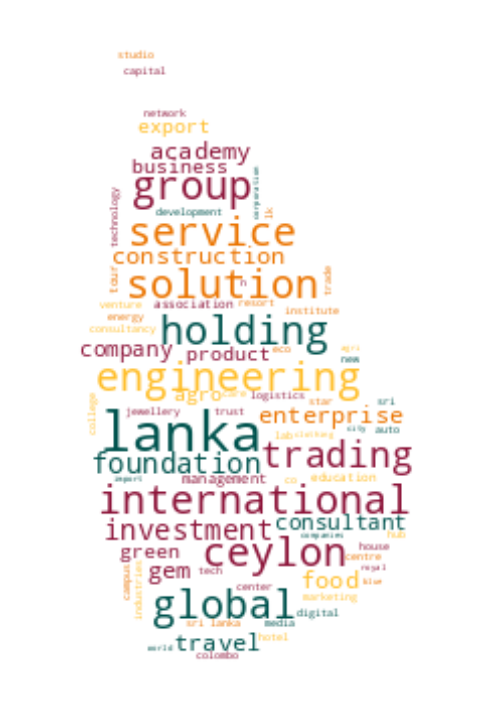 studio
capital
network
export
academy
business
group
corporation
technology
development
lk
service
construction
tour
solution
n
trade
venture
association
resort
institute
energy
consultancy
holding
company
product
eco
agri
new
engineering
college
agro
care
logistics
star
sri
jewellery
trust
enterprise
lanka
lab
clothing
city
auto
foundation
trading
import
management
co
education
international
investment
consultant
companies
hub
green
ceylon
house
centre
campus
industries
gem
tech
royal
food
blue
center
marketing
global
digital
sri lanka
media
travel
hotel
world
colombo